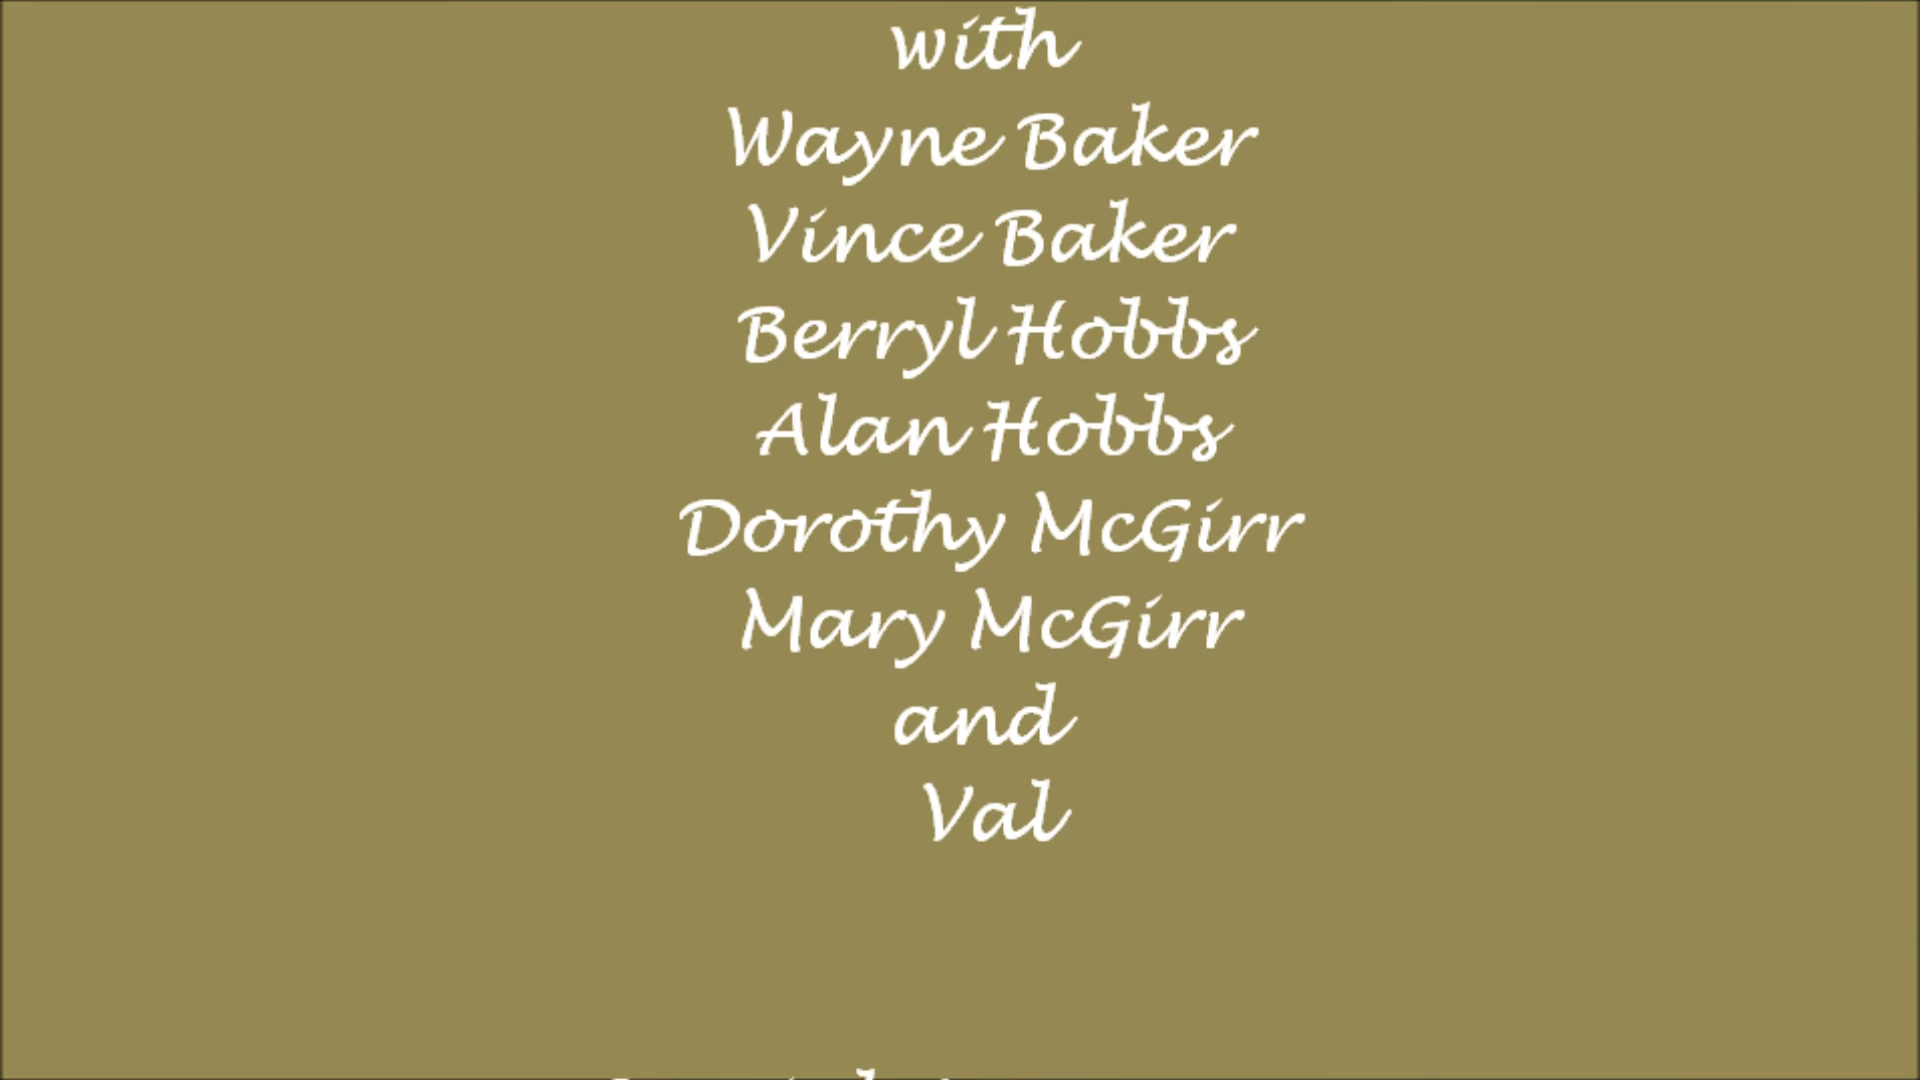 with
Wayne Baker
Vince Baker
Berryl Hobbs
Alan Hobbs
Dorothy McGirr
Mary McGirr
and
Val